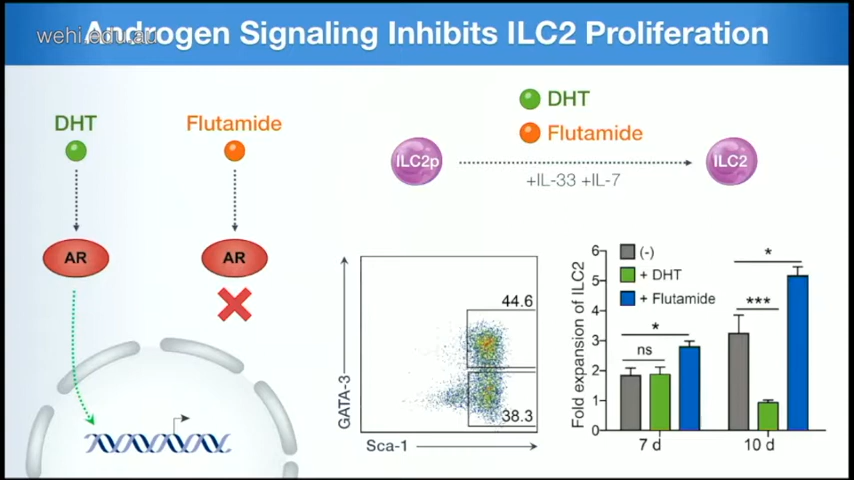 wehi.edu.au
Androgen Signaling Inhibits ILC2 Proliferation
DHT
Flutamide
AR
AR
DHT
Flutamide
ILC2p
ILC2
+IL-33 +IL-7
44.6
38.3
GATA-3
Sca-1
Fold expansion of ILC2
6
5
4
3
2
1
0
(-)
+ DHT
+ Flutamide
ns
*
***
*
7 d
10 d